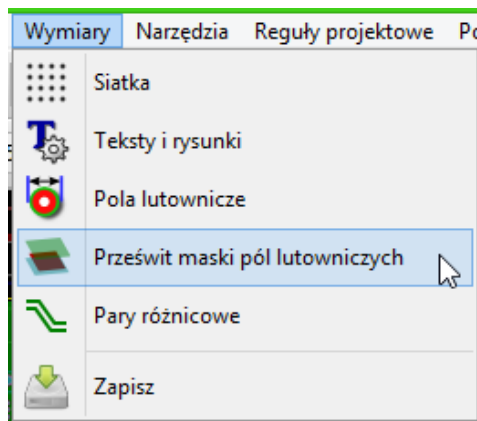 Wymiary Narzędzia Reguły projektowe
Siatka
Teksty i rysunki
Pola lutownicze
Prześwit maski pól lutowniczych
Pary różnicowe
Zapisz